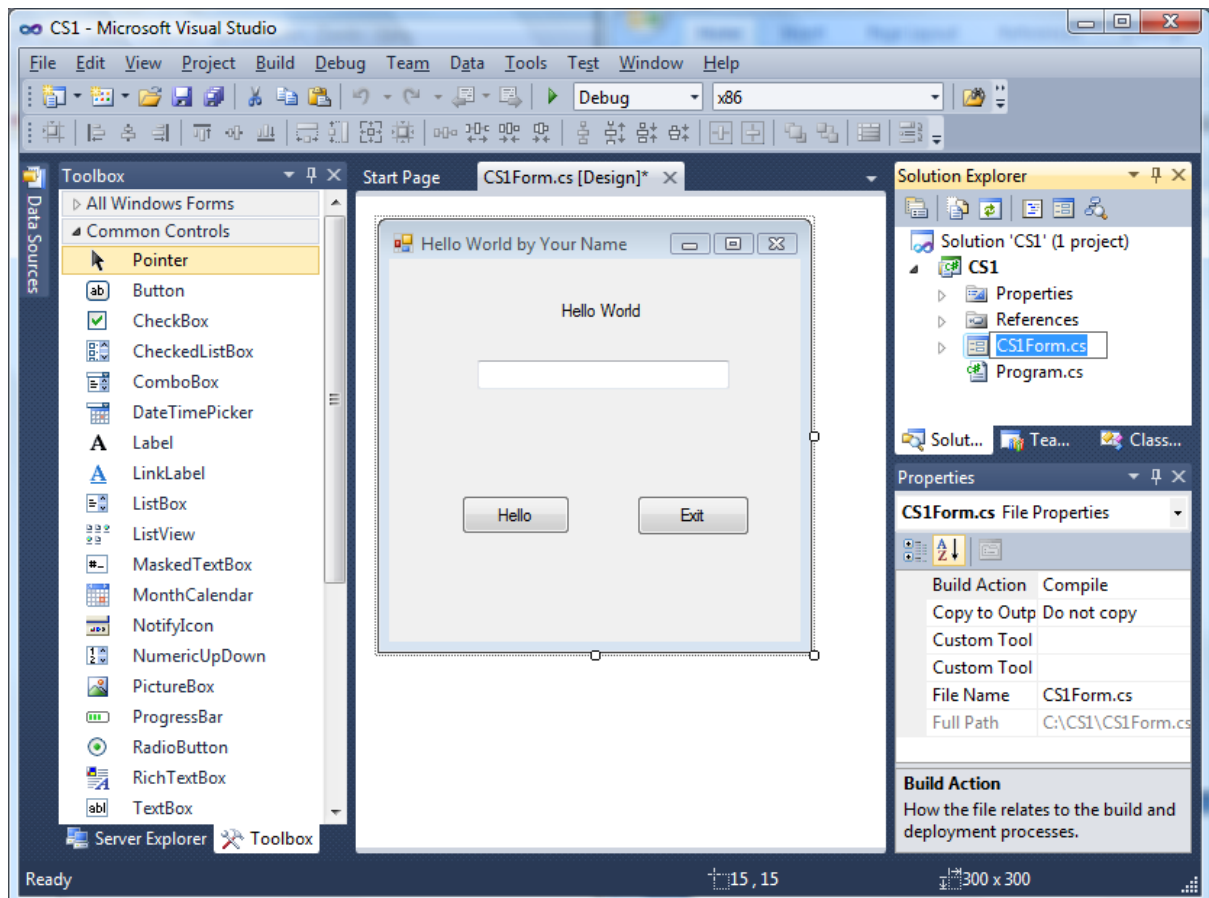 CS1 - Microsoft Visual Studio
File Edit View Project Build Debug Team Data Tools Test Window Help
Debug x86
Data Sources
Toolbox
All Windows Forms
Common Controls
Pointer
Button
CheckBox
CheckedListBox
ComboBox
DateTimePicker
Label
LinkLabel
ListBox
ListView
MaskedTextBox
MonthCalendar
NotifyIcon
NumericUpDown
PictureBox
ProgressBar
RadioButton
RichTextBox
TextBox
Server Explorer Toolbox
Start Page CS1Form.cs [Design]*
Hello World by Your Name
Hello World
Hello Exit
Solution Explorer
Solution 'CS1' (1 project)
CS1
Properties
References
CS1Form.cs
Program.cs
Solut... Tea... Class...
Properties
CS1Form.cs File Properties
Build Action Compile
Copy to Outp Do not copy
Custom Tool
Custom Tool
File Name CS1Form.cs
Full Path C:\CS1\CS1Form.cs
Build Action
How the file relates to the build and
deployment processes.
Ready 15 , 15 300 x 300